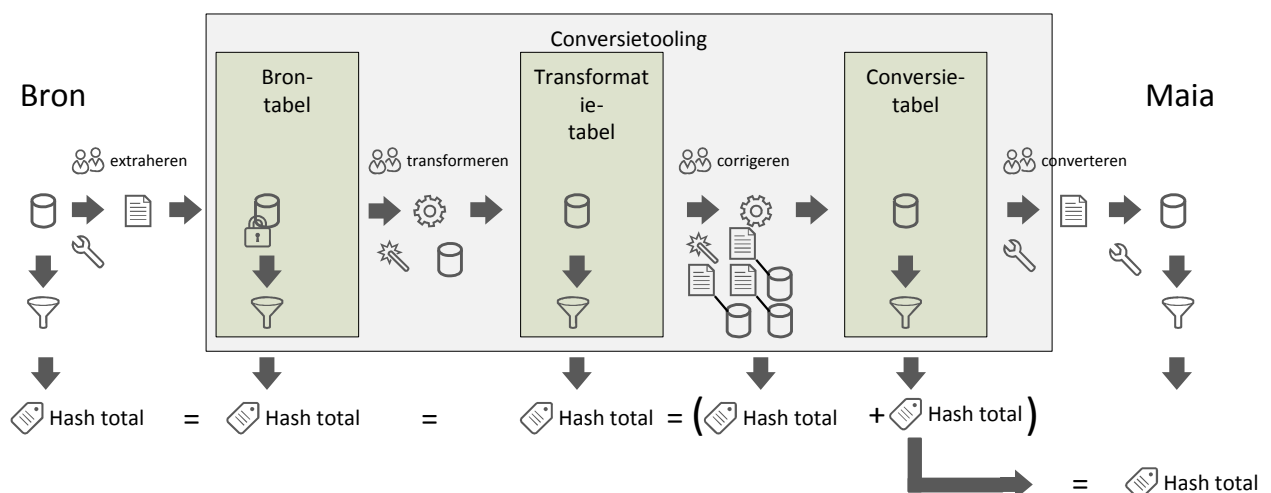 Conversietooling
Bron
Bron-
tabel
Transformat
ie-
tabel
Conversie-
tabel
Maia
extraheren
transformeren
corrigeren
converteren
Hash total = Hash total = Hash total = ( Hash total + Hash total )
= Hash total